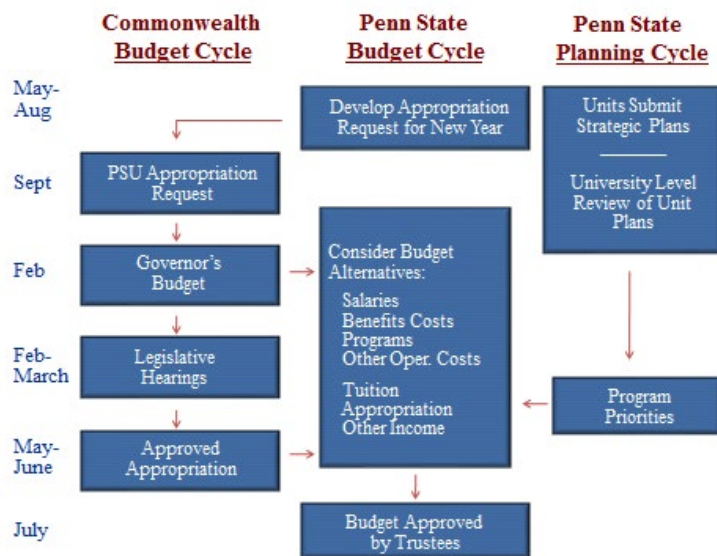 Commonwealth
Budget Cycle
Penn State
Budget Cycle
Penn State
Planning Cycle
May-
Aug
Develop Appropriation
Request for New Year
Units Submit
Strategic Plans
University Level
Review of Unit
Plans
Sept
PSU Appropriation
Request
Feb
Governor's
Budget
Consider Budget
Alternatives:
Salaries
Benefits Costs
Programs
Other Oper. Costs
Tuition
Appropriation
Other Income
Feb-
March
Legislative
Hearings
Program
Priorities
May-
June
Approved
Appropriation
July
Budget Approved
by Trustees